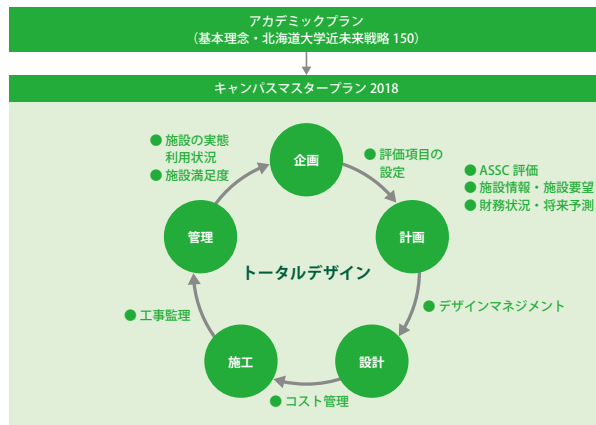 アカデミックプラン
（基本理念・北海道大学近未来戦略 150）
キャンパスマスタープラン 2018
● 施設の実態
利用状況
● 施設満足度
企画
● 評価項目の
設定
● ASSC 評価
● 施設情報・施設要望
● 財務状況・将来予測
管理
計画
トータルデザイン
● 工事監理
● デザインマネジメント
施工
設計
● コスト管理